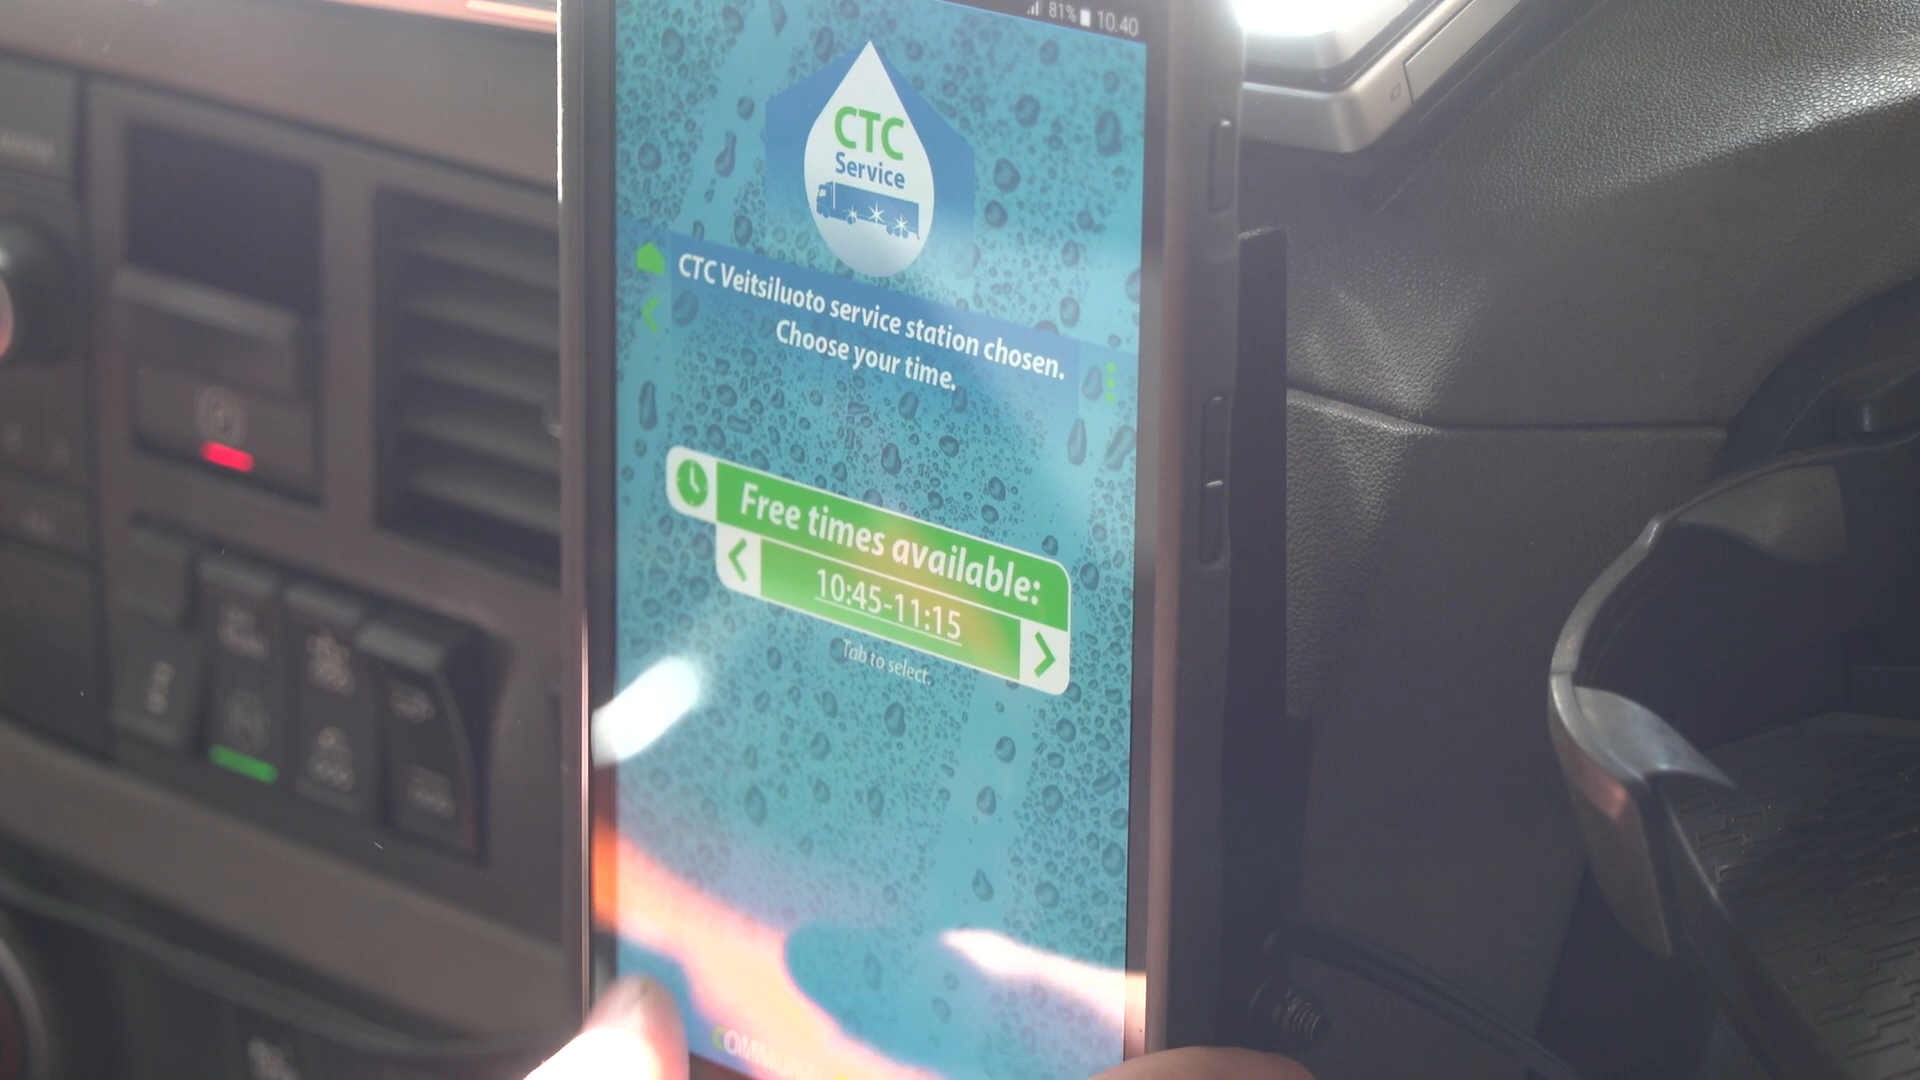 81% 10.40
CTC
Service
CTC Veitsiluoto service station chosen.
Choose your time.
Free times available:
10:45-11:15
Tab to select.